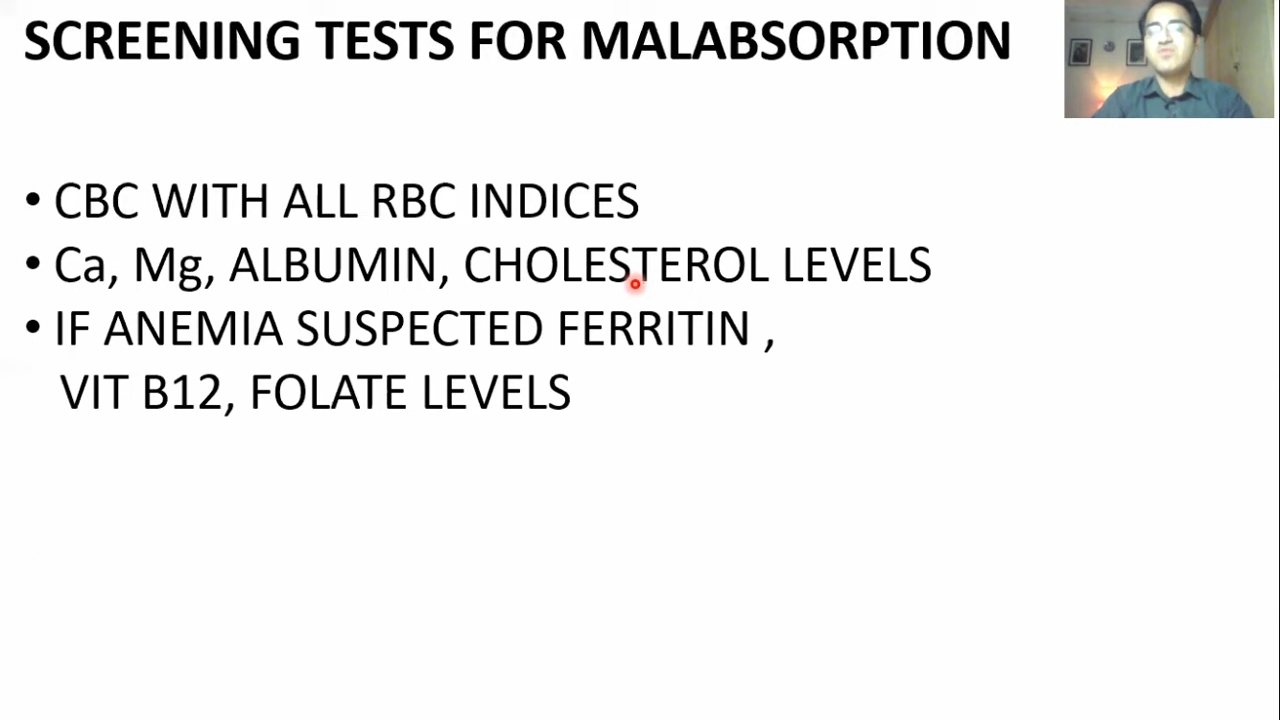 SCREENING TESTS FOR MALABSORPTION
• CBC WITH ALL RBC INDICES
• Ca, Mg, ALBUMIN, CHOLESTEROL LEVELS
• IF ANEMIA SUSPECTED FERRITIN ,
VIT B12, FOLATE LEVELS